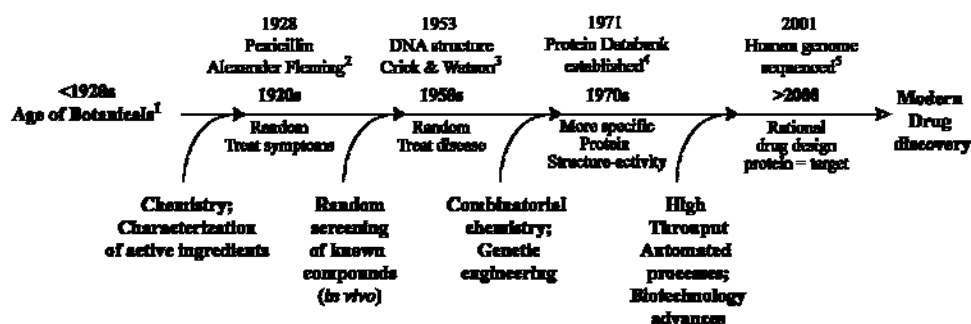 1928
Penicillin
Alexander Fleming2
1953
DNA structure
Crick & Watson3
1971
Protein Databank
established4
2001
Human genome
sequenced5
<1920s
Age of Botanicals1
1920s
Random
Treat symptoms
1950s
Random
Treat disease
1970s
More specific
Protein
Structure-activity
>2000
Rational
drug design
protein = target
Modern
Drug
discovery
Chemistry;
Characterization
of active ingredients
Random
screening
of known
compounds
(in vivo)
Combinatorial
chemistry;
Genetic
engineering
High
Throput
Automated
processes;
Biotechnology
advances